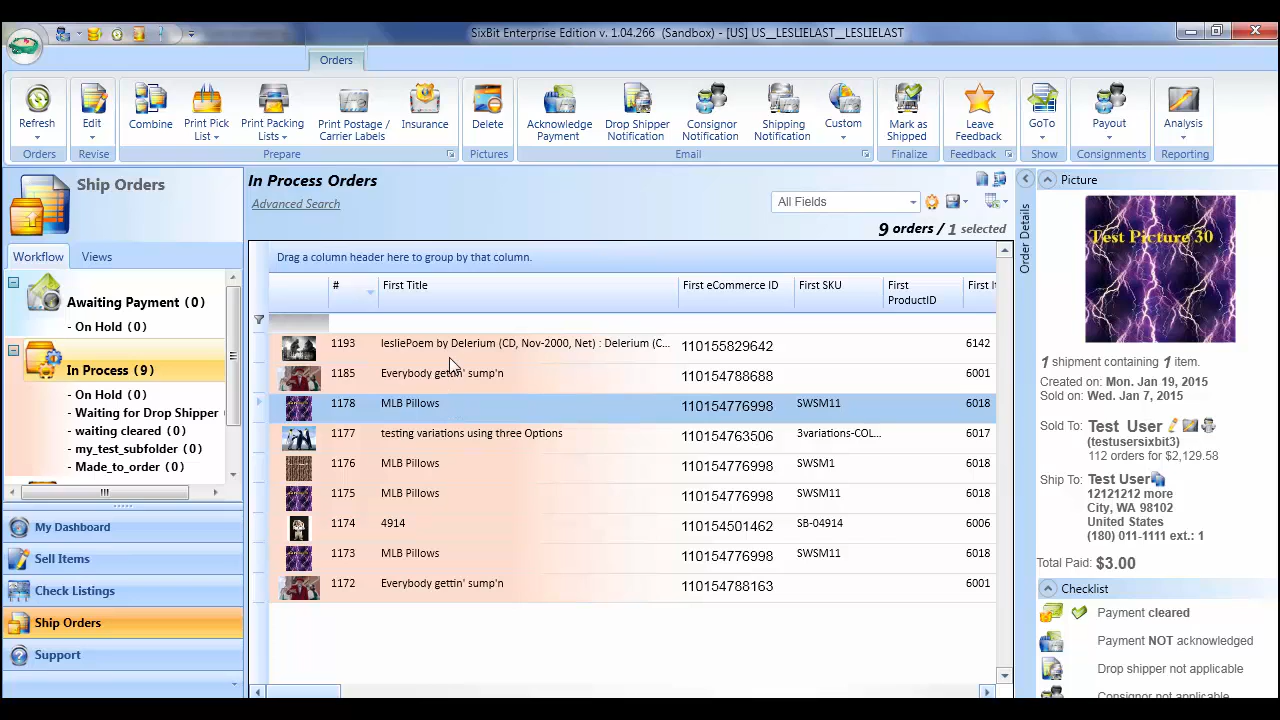 SixBit Enterprise Edition v. 1.04.266 (Sandbox) - [US] US__LESLIELAST__LESLIELAST
Orders
Refresh
Edit
Combine
Print Pick List
Print Packing Lists
Print Postage / Carrier Labels
Insurance
Delete
Acknowledge Payment
Drop Shipper Notification
Consignor Notification
Shipping Notification
Custom
Mark as Shipped
Leave Feedback
GoTo
Payout
Analysis
Orders
Revise
Prepare
Pictures
Email
Finalize
Feedback
Show
Consignments
Reporting
Ship Orders
Workflow
Views
Awaiting Payment (0)
- On Hold (0)
In Process (9)
- On Hold (0)
- Waiting for Drop Shipper
- waiting cleared (0)
- my_test_subfolder (0)
- Made_to_order (0)
My Dashboard
Sell Items
Check Listings
Ship Orders
Support
In Process Orders
Advanced Search
All Fields
9 orders / 1 selected
Drag a column header here to group by that column.
# First Title First eCommerce ID First SKU First ProductID First It
1193 lesliePoem by Delerium (CD, Nov-2000, Net) : Delerium (C... 110155829642 6142
1185 Everybody gettin' sump'n 110154788688 6001
1178 MLB Pillows 110154776998 SWSM11 6018
1177 testing variations using three Options 110154763506 3variations-COL... 6017
1176 MLB Pillows 110154776998 SWSM1 6018
1175 MLB Pillows 110154776998 SWSM11 6018
1174 4914 110154501462 SB-04914 6006
1173 MLB Pillows 110154776998 SWSM11 6018
1172 Everybody gettin' sump'n 110154788163 6001
Order Details
Picture
Test Picture 30
1 shipment containing 1 item.
Created on: Mon. Jan 19, 2015
Sold on: Wed. Jan 7, 2015
Sold To: Test User
(testusersixbit3)
112 orders for $2,129.58
Ship To: Test User
12121212 more
City, WA 98102
United States
(180) 011-1111 ext.: 1
Total Paid: $3.00
Checklist
Payment cleared
Payment NOT acknowledged
Drop shipper not applicable
Consignor not applicable